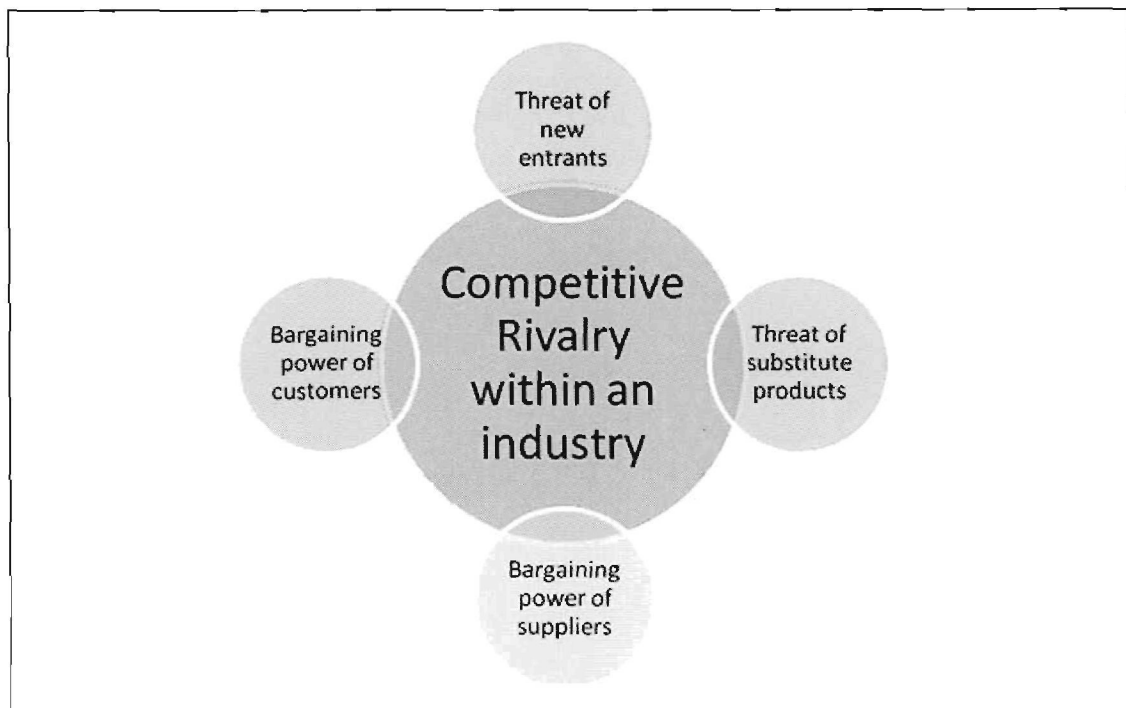 Threat of
new
entrants
Competitive
Rivalry
within an
industry
Bargaining
power of
customers
Threat of
substitute
products
Bargaining
power of
suppliers